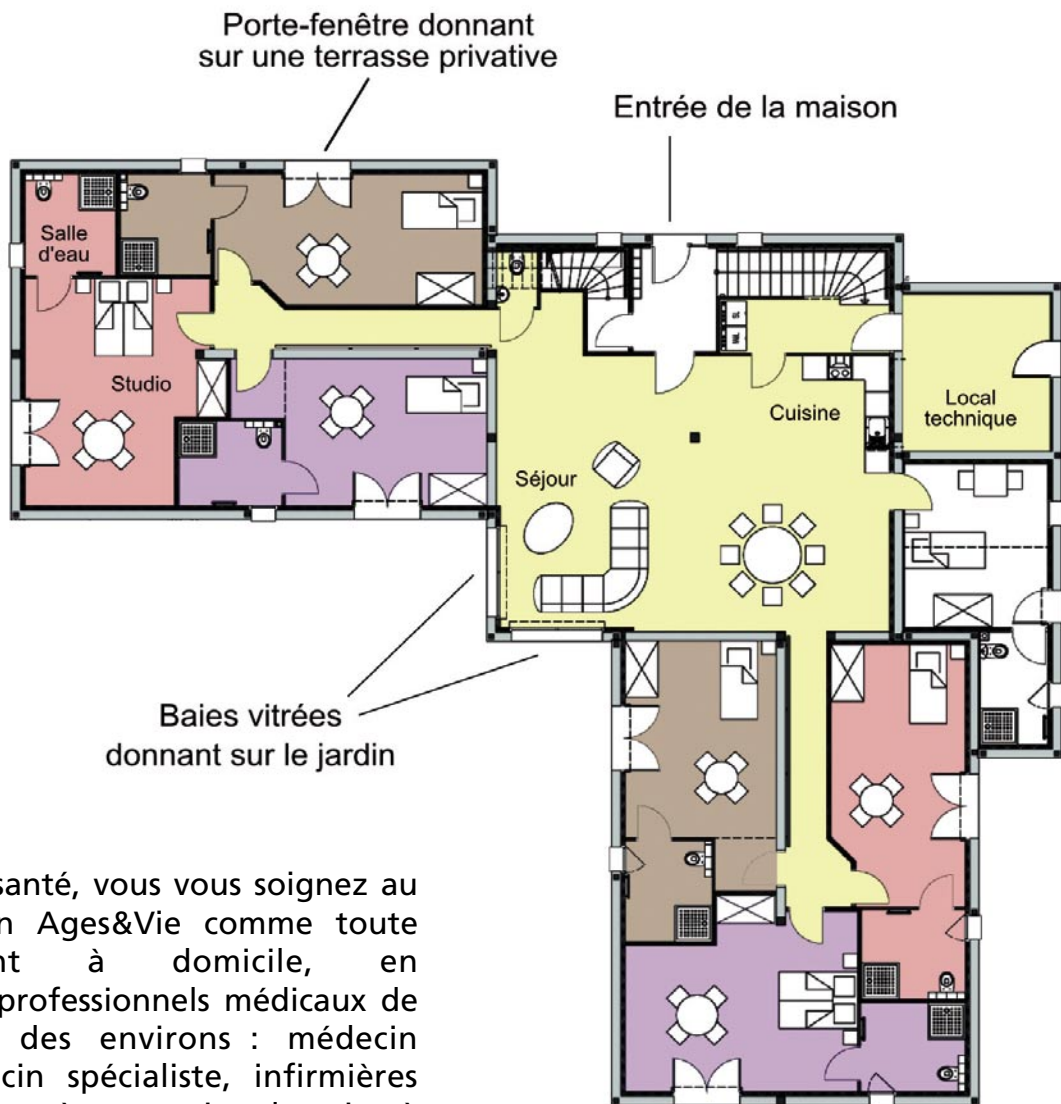 Porte-fenêtre donnant
sur une terrasse privative
Entrée de la maison
Salle
d'eau
Studio
Cuisine
Local
technique
Séjour
Baies vitrées
donnant sur le jardin
santé, vous vous soignez au
n Ages&Vie comme toute
nt à domicile, en
professionnels médicaux de
des environs : médecin
cin spécialiste, infirmières